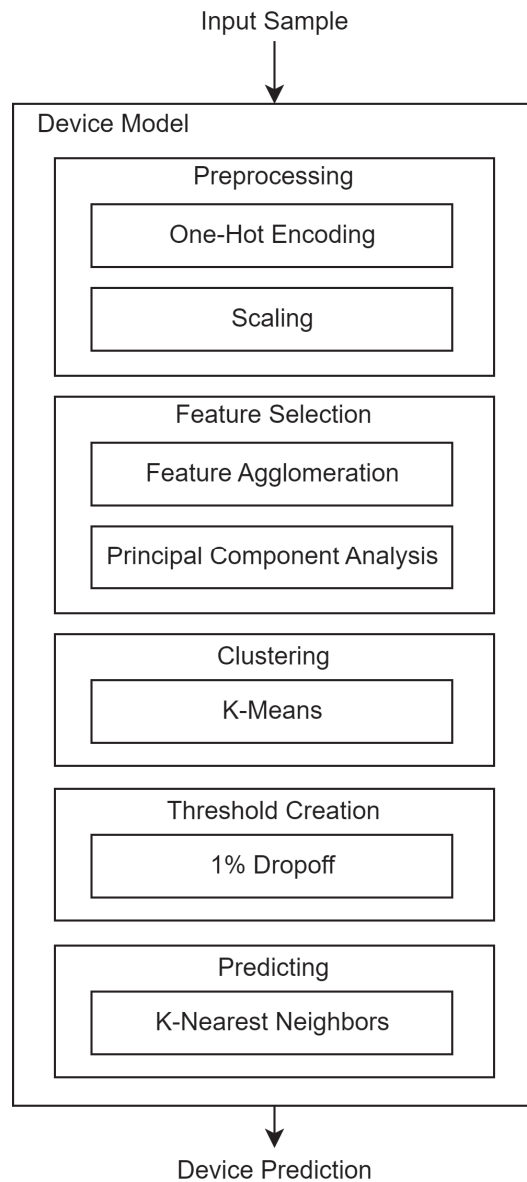 Input Sample
Device Model
Preprocessing
One-Hot Encoding
Scaling
Feature Selection
Feature Agglomeration
Principal Component Analysis
Clustering
K-Means
Threshold Creation
1% Dropoff
Predicting
K-Nearest Neighbors
Device Prediction